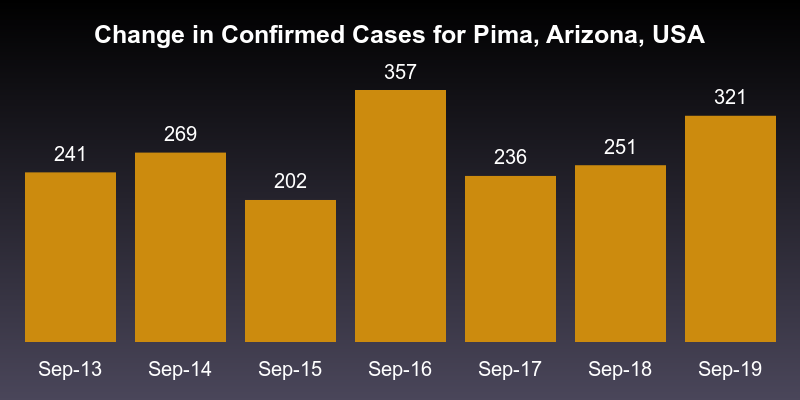 Change in Confirmed Cases for Pima, Arizona, USA
241
269
202
357
236
251
321
Sep-13
Sep-14
Sep-15
Sep-16
Sep-17
Sep-18
Sep-19